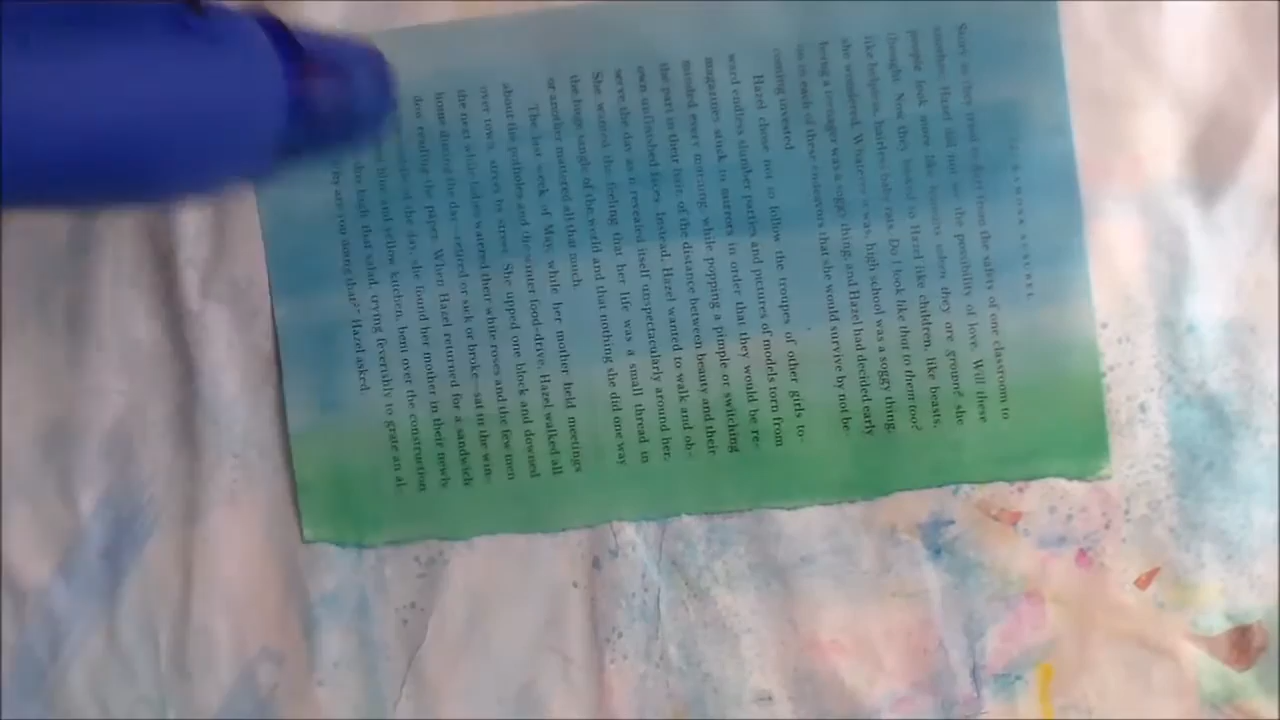 RAMONA AUSUBEL
Stacy as they tried to dart from the safety of one classroom to
another. Hazel did not see the possibility of love. Will these
people look more like humans when they are grown? she
thought. Now they looked to Hazel like children, like beasts,
like helpless, hairless baby rats. Do I look like that to them too?
she wondered. Whatever it was, high school was a soggy thing,
being a teenager was a soggy thing, and Hazel had decided early
on in each of these endeavors that she would survive by not be-
coming invested.
Hazel chose not to follow the troupes of other girls to-
ward endless slumber parties and pictures of models torn from
magazines, stuck to mirrors in order that they would be re-
minded every morning, while popping a pimple or switching
the part in their hair, of the distance between beauty and their
own unfinished faces. Instead, Hazel wanted to walk and ob-
serve the day as it revealed itself unspectacularly around her.
She wanted the feeling that her life was a small thread in
the huge tangle of the world and that nothing she did one way
or another mattered all that much.
The last week of May, while her mother held meetings
about fire potholes and the winter food-drive, Hazel walked all
over town, street by street. She upped one block and downed
the next while ladies watered their white roses and the few men
home during the day—retired or sick or broke—sat in the win-
dow reading the paper. When Hazel returned for a sandwich
of the day, she found her mother in their newly
blue and yellow kitchen, bent over the construction
high that salad, trying feverishly to grate an al-
are you doing that?" Hazel asked.